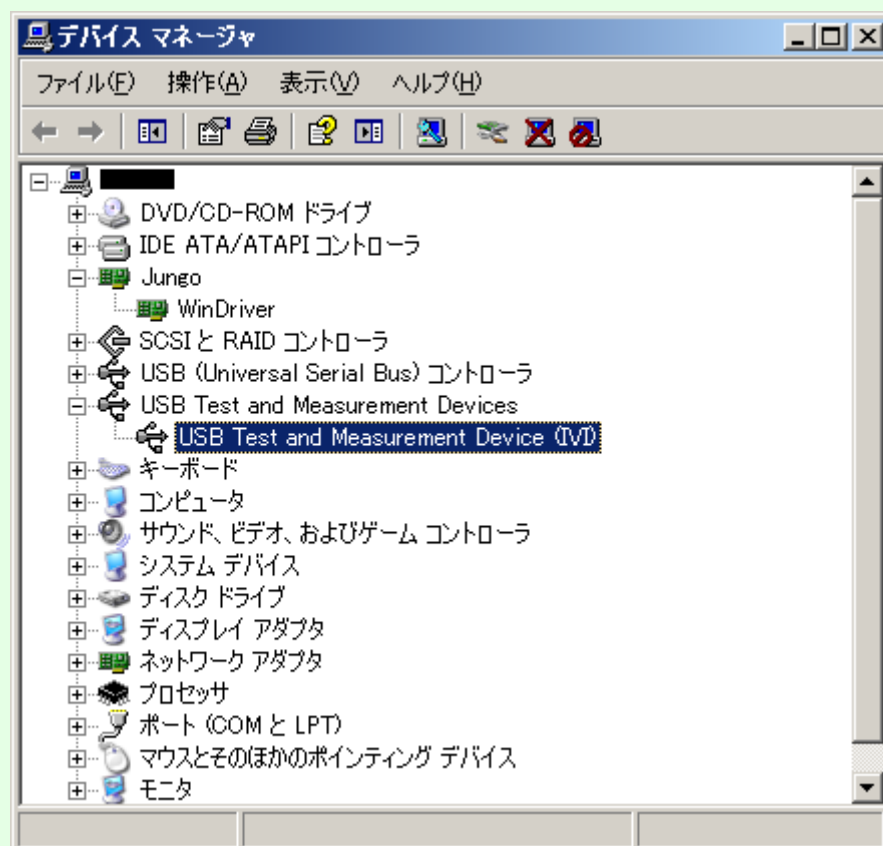 デバイス マネージャ
ファイル(F) 操作(A) 表示(V) ヘルプ(H)
DVD/CD-ROM ドライブ
IDE ATA/ATAPI コントローラ
Jungo
WinDriver
SCSI と RAID コントローラ
USB (Universal Serial Bus) コントローラ
USB Test and Measurement Devices
USB Test and Measurement Device (IVI)
キーボード
コンピュータ
サウンド、ビデオ、およびゲーム コントローラ
システム デバイス
ディスク ドライブ
ディスプレイ アダプタ
ネットワーク アダプタ
プロセッサ
ポート (COM と LPT)
マウスとそのほかのポインティング デバイス
モニタ